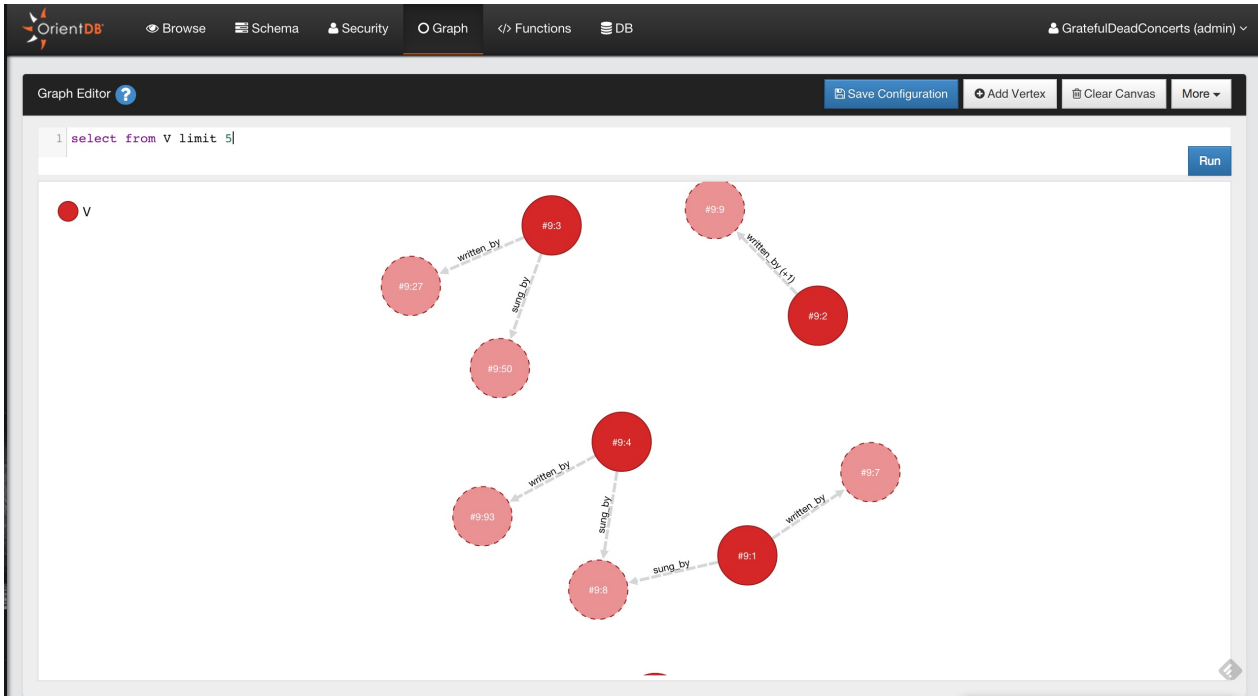 OrientDB Browse Schema Security Graph Functions DB GratefulDeadConcerts (admin)
Graph Editor ? Save Configuration Add Vertex Clear Canvas More
1 select from V limit 5
Run
V
#9:3
#9:9
written_by
written_by (+1)
#9:27
sung_by
#9:2
#9:50
#9:4
written_by
#9:7
#9:93
sung_by
written_by
#9:1
sung_by
#9:8